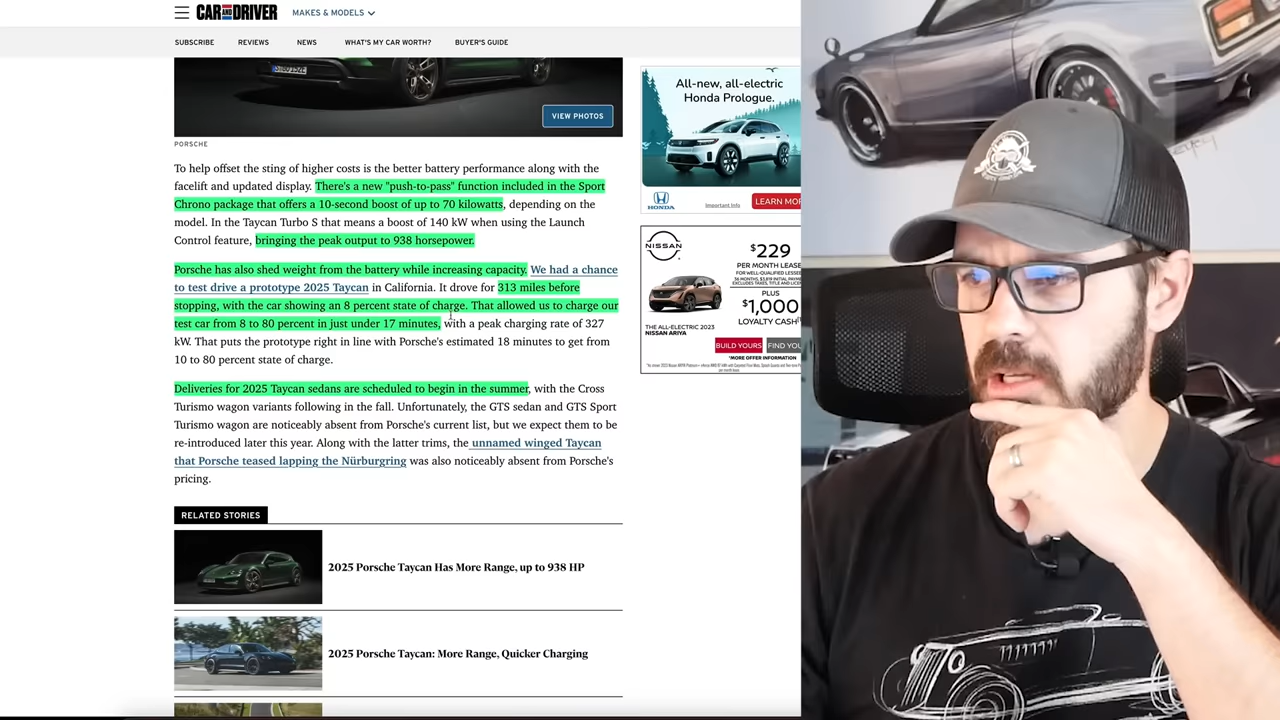 CAR AND DRIVER
MAKES & MODELS
SUBSCRIBE
REVIEWS
NEWS
WHAT'S MY CAR WORTH?
BUYER'S GUIDE
VIEW PHOTOS
PORSCHE
To help offset the sting of higher costs is the better battery performance along with the
facelift and updated display. There's a new "push-to-pass" function included in the Sport
Chrono package that offers a 10-second boost of up to 70 kilowatts, depending on the
model. In the Taycan Turbo S that means a boost of 140 kW when using the Launch
Control feature, bringing the peak output to 938 horsepower.
Porsche has also shed weight from the battery while increasing capacity. We had a chance
to test drive a prototype 2025 Taycan in California. It drove for 313 miles before
stopping, with the car showing an 8 percent state of charge. That allowed us to charge our
test car from 8 to 80 percent in just under 17 minutes, with a peak charging rate of 327
kW. That puts the prototype right in line with Porsche's estimated 18 minutes to get from
10 to 80 percent state of charge.
Deliveries for 2025 Taycan sedans are scheduled to begin in the summer, with the Cross
Turismo wagon variants following in the fall. Unfortunately, the GTS sedan and GTS Sport
Turismo wagon are noticeably absent from Porsche's current list, but we expect them to be
re-introduced later this year. Along with the latter trims, the unnamed winged Taycan
that Porsche teased lapping the Nürburgring was also noticeably absent from Porsche's
pricing.
RELATED STORIES
2025 Porsche Taycan Has More Range, up to 938 HP
2025 Porsche Taycan: More Range, Quicker Charging
All-new, all-electric
Honda Prologue.
HONDA
Important Info
LEARN MO
NISSAN
$229
PER MONTH LEASE
FOR WELL-QUALIFIED LESSE
PLUS
$1,000
LOYALTY CASH
THE ALL-ELECTRIC 2023
NISSAN ARIYA
BUILD YOURS
FIND YOU
*MORE OFFER INFORMATION